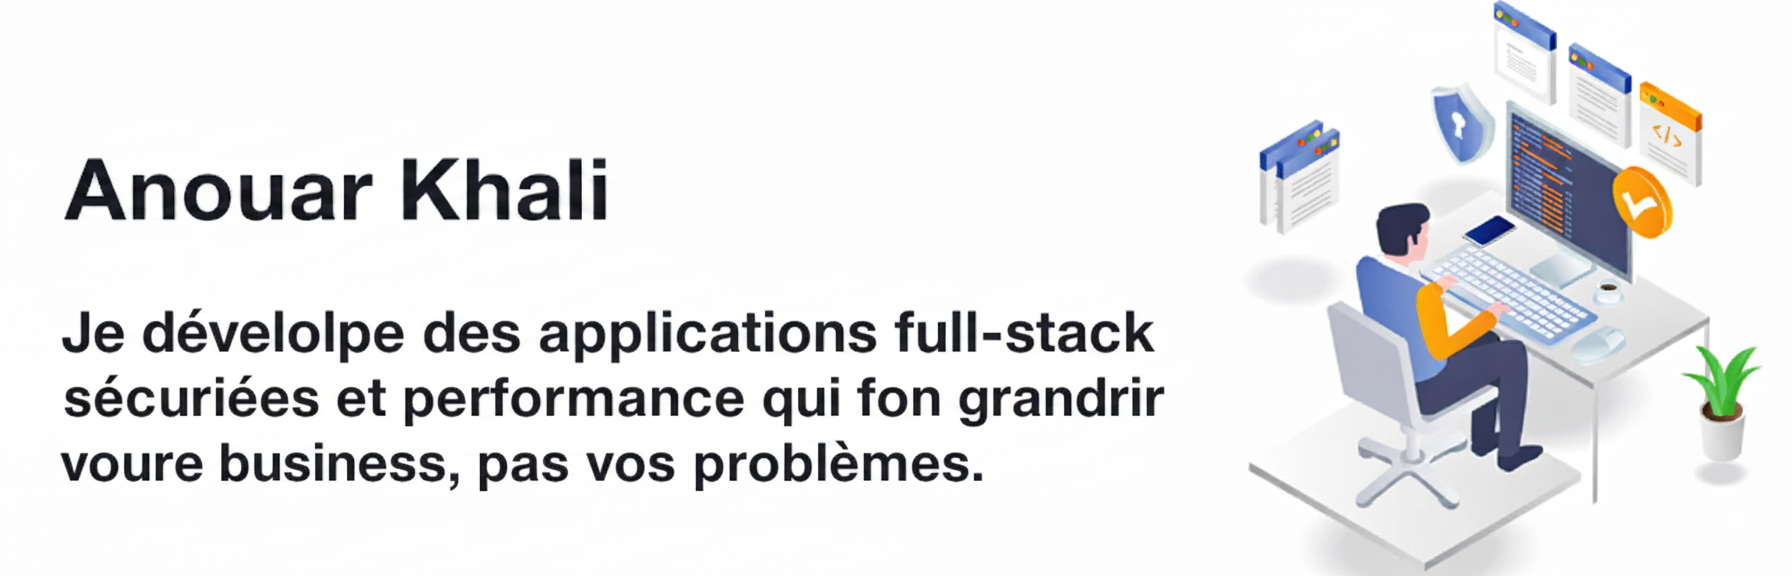 Anouar Khali
Je dévelolpe des applications full-stack
sécuriées et performance qui fon grandrir
voure business, pas vos problèmes.
</>